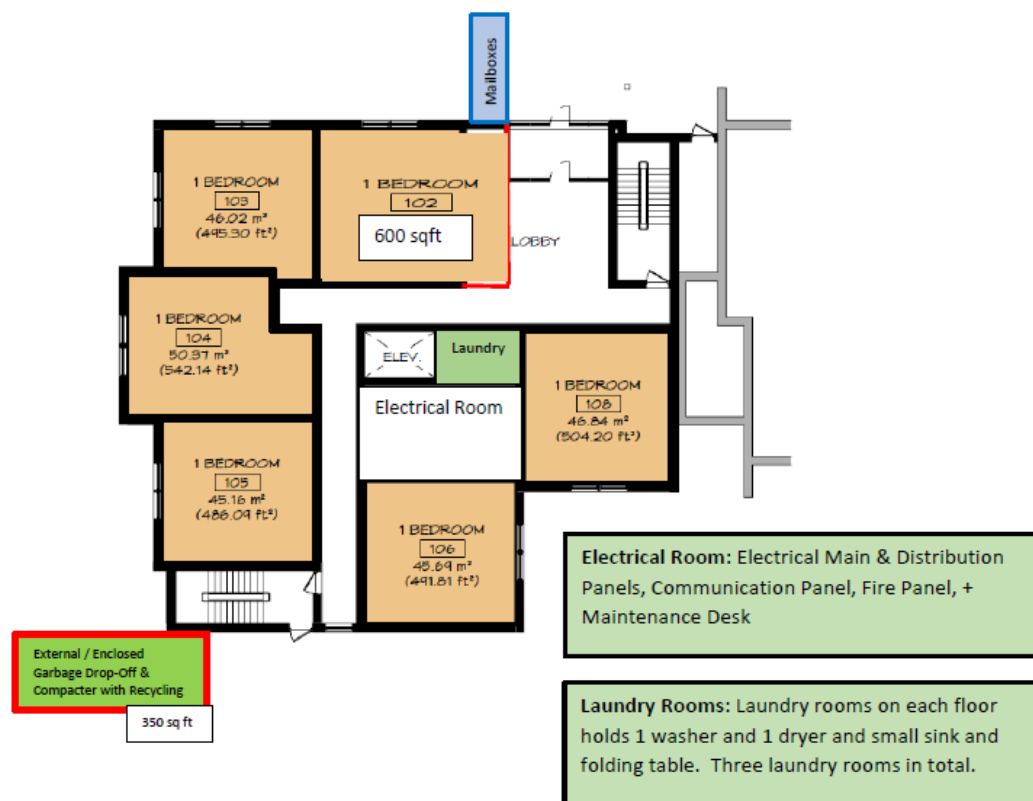 Mailboxes
1 BEDROOM
103
46.02 m²
(495.30 ft²)
1 BEDROOM
102
600 sqft
LOBBY
1 BEDROOM
104
50.37 m²
(542.14 ft²)
ELEV.
Laundry
Electrical Room
1 BEDROOM
108
46.84 m²
(504.20 ft²)
1 BEDROOM
105
45.16 m²
(486.09 ft²)
1 BEDROOM
106
45.69 m²
(491.81 ft²)
Electrical Room: Electrical Main & Distribution
Panels, Communication Panel, Fire Panel, +
Maintenance Desk
External / Enclosed
Garbage Drop-Off &
Compacter with Recycling
350 sq ft
Laundry Rooms: Laundry rooms on each floor
holds 1 washer and 1 dryer and small sink and
folding table. Three laundry rooms in total.